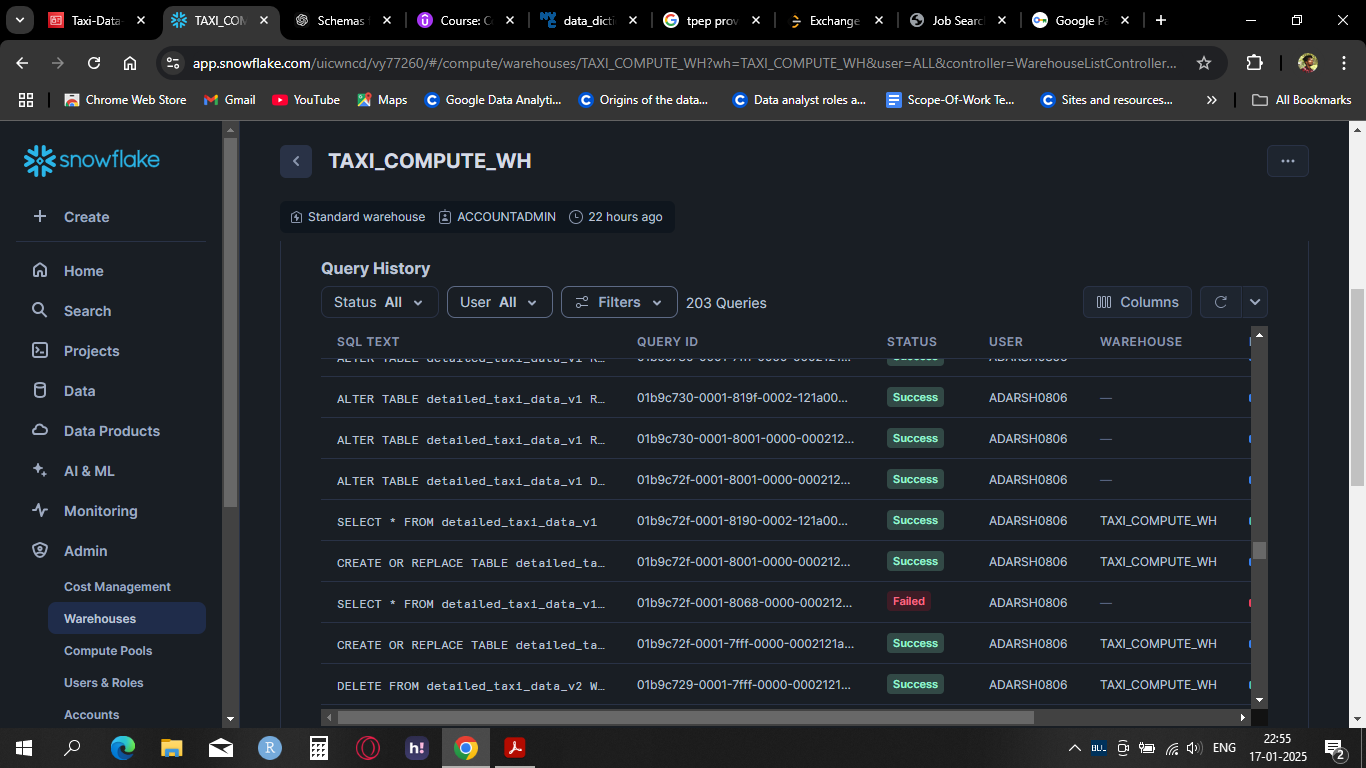 Taxi-Data-
TAXI_COM
Schemas f
Course: C
data_dicti
tpep prov
Exchange
Job Searc
Google Pa
app.snowflake.com/uicwncd/vy77260/#/compute/warehouses/TAXI_COMPUTE_WH?wh=TAXI_COMPUTE_WH&user=ALL&controller=WarehouseListController...
Chrome Web Store
Gmail
YouTube
Maps
Google Data Analyti...
Origins of the data...
Data analyst roles a...
Scope-Of-Work Te...
Sites and resources...
All Bookmarks
snowflake
Create
Home
Search
Projects
Data
Data Products
AI & ML
Monitoring
Admin
Cost Management
Warehouses
Compute Pools
Users & Roles
Accounts
TAXI_COMPUTE_WH
Standard warehouse
ACCOUNTADMIN
22 hours ago
Query History
Status All
User All
Filters
203 Queries
Columns
SQL TEXT QUERY ID STATUS USER WAREHOUSE
ALTER TABLE detailed_taxi_data_v1 R... Success ADARSH0806
ALTER TABLE detailed_taxi_data_v1 R... 01b9c730-0001-819f-0002-121a00... Success ADARSH0806 —
ALTER TABLE detailed_taxi_data_v1 R... 01b9c730-0001-8001-0000-000212... Success ADARSH0806 —
ALTER TABLE detailed_taxi_data_v1 D... 01b9c72f-0001-8001-0000-000212... Success ADARSH0806 —
SELECT * FROM detailed_taxi_data_v1 01b9c72f-0001-8190-0002-121a00... Success ADARSH0806 TAXI_COMPUTE_WH
CREATE OR REPLACE TABLE detailed_ta... 01b9c72f-0001-8001-0000-000212... Success ADARSH0806 TAXI_COMPUTE_WH
SELECT * FROM detailed_taxi_data_v1... 01b9c72f-0001-8068-0000-000212... Failed ADARSH0806 —
CREATE OR REPLACE TABLE detailed_ta... 01b9c72f-0001-7fff-0000-0002121a... Success ADARSH0806 TAXI_COMPUTE_WH
DELETE FROM detailed_taxi_data_v2 W... 01b9c729-0001-7fff-0000-0002121... Success ADARSH0806 TAXI_COMPUTE_WH
h!
ENG
22:55
17-01-2025
2